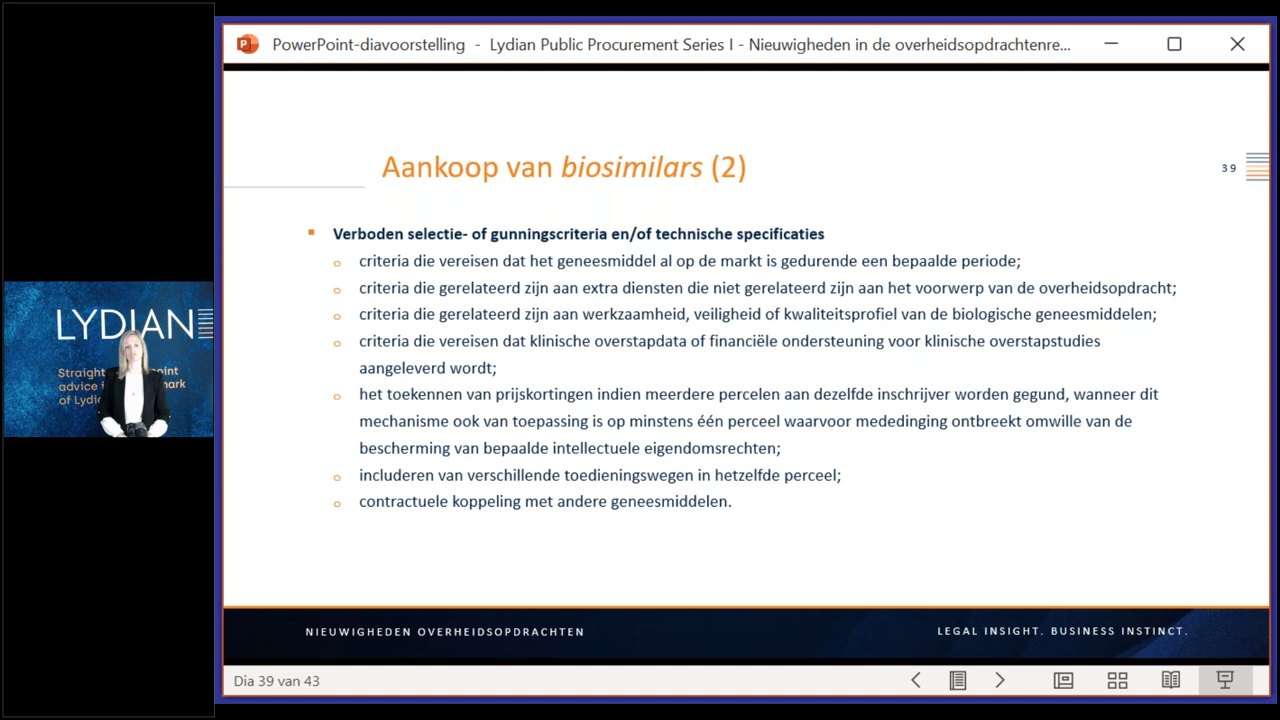 PowerPoint-diavoorstelling - Lydian Public Procurement Series I - Nieuwigheden in de overheidsopdrachtenre...
Aankoop van biosimilars (2)
39
Verboden selectie- of gunningscriteria en/of technische specificaties
criteria die vereisen dat het geneesmiddel al op de markt is gedurende een bepaalde periode;
criteria die gerelateerd zijn aan extra diensten die niet gerelateerd zijn aan het voorwerp van de overheidsopdracht;
criteria die gerelateerd zijn aan werkzaamheid, veiligheid of kwaliteitsprofiel van de biologische geneesmiddelen;
criteria die vereisen dat klinische overstapdata of financiële ondersteuning voor klinische overstapstudies
aangeleverd wordt;
het toekennen van prijskortingen indien meerdere percelen aan dezelfde inschrijver worden gegund, wanneer dit
mechanisme ook van toepassing is op minstens één perceel waarvoor mededinging ontbreekt omwille van de
bescherming van bepaalde intellectuele eigendomsrechten;
includeren van verschillende toedieningswegen in hetzelfde perceel;
contractuele koppeling met andere geneesmiddelen.
LYDIAN
Straight
advice
of Lydi
NIEUWIGHEDEN OVERHEIDSOPDRACHTEN
LEGAL INSIGHT. BUSINESS INSTINCT.
Dia 39 van 43